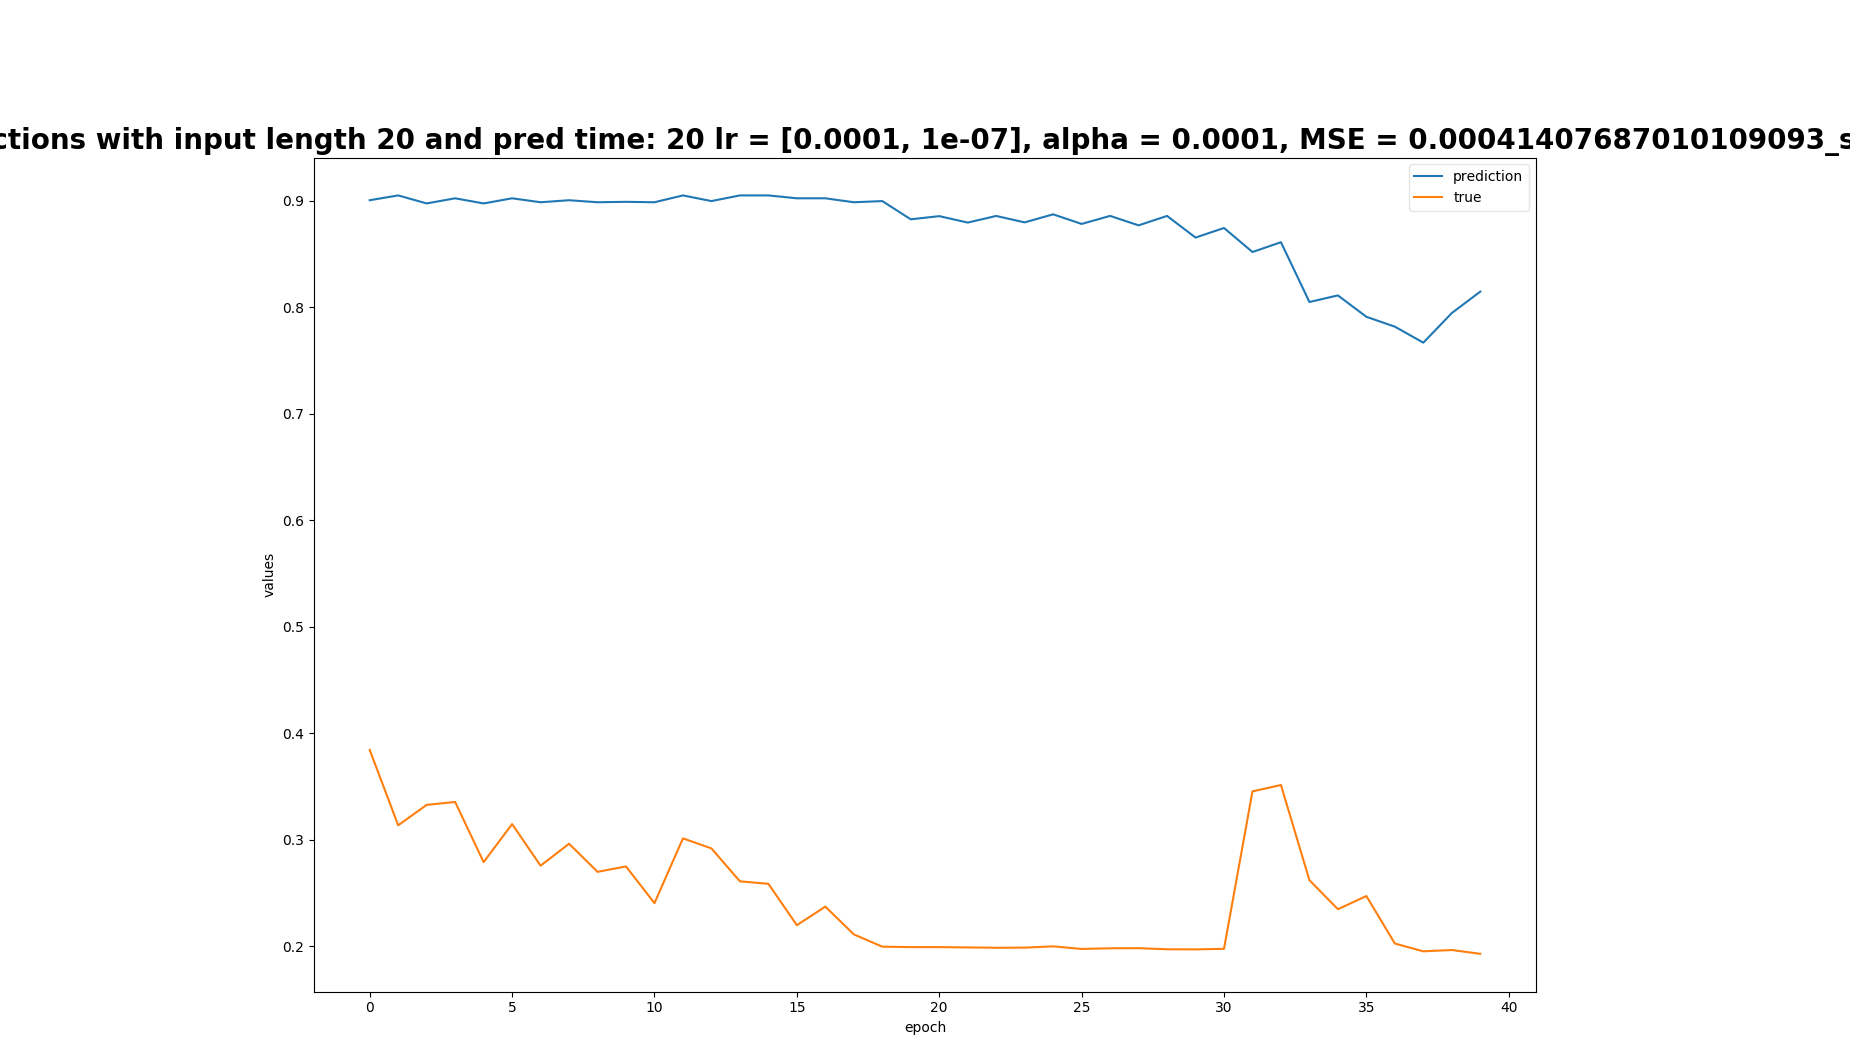 ctions with input length 20 and pred time: 20 lr = [0.0001, 1e-07], alpha = 0.0001, MSE = 0.00041407687010109093_s
prediction
true
0.9
0.8
0.7
0.6
0.5
0.4
0.3
0.2
values
0 5 10 15 20 25 30 35 40
epoch